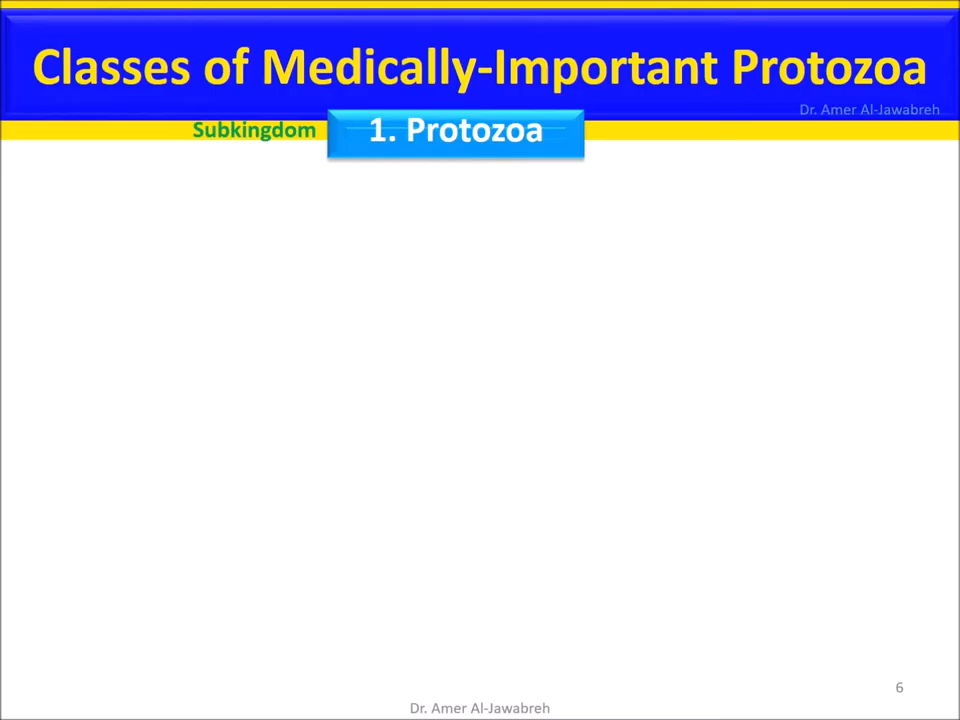 Classes of Medically-Important Protozoa
Dr. Amer Al-Jawabreh
Subkingdom
1. Protozoa
6
Dr. Amer Al-Jawabreh